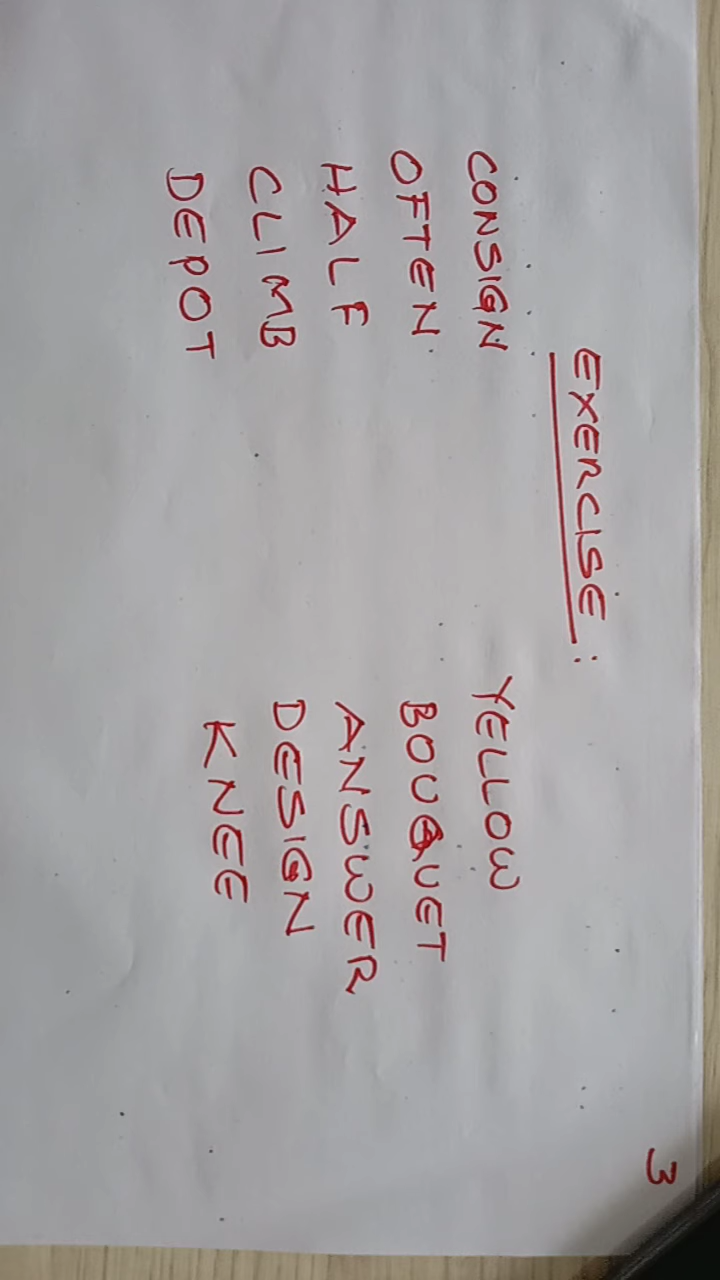 3
EXERCISE:
CONSIGN YELLOW
OFTEN BOUQUET
HALF ANSWER
CLIMB DESIGN
DEPOT KNEE